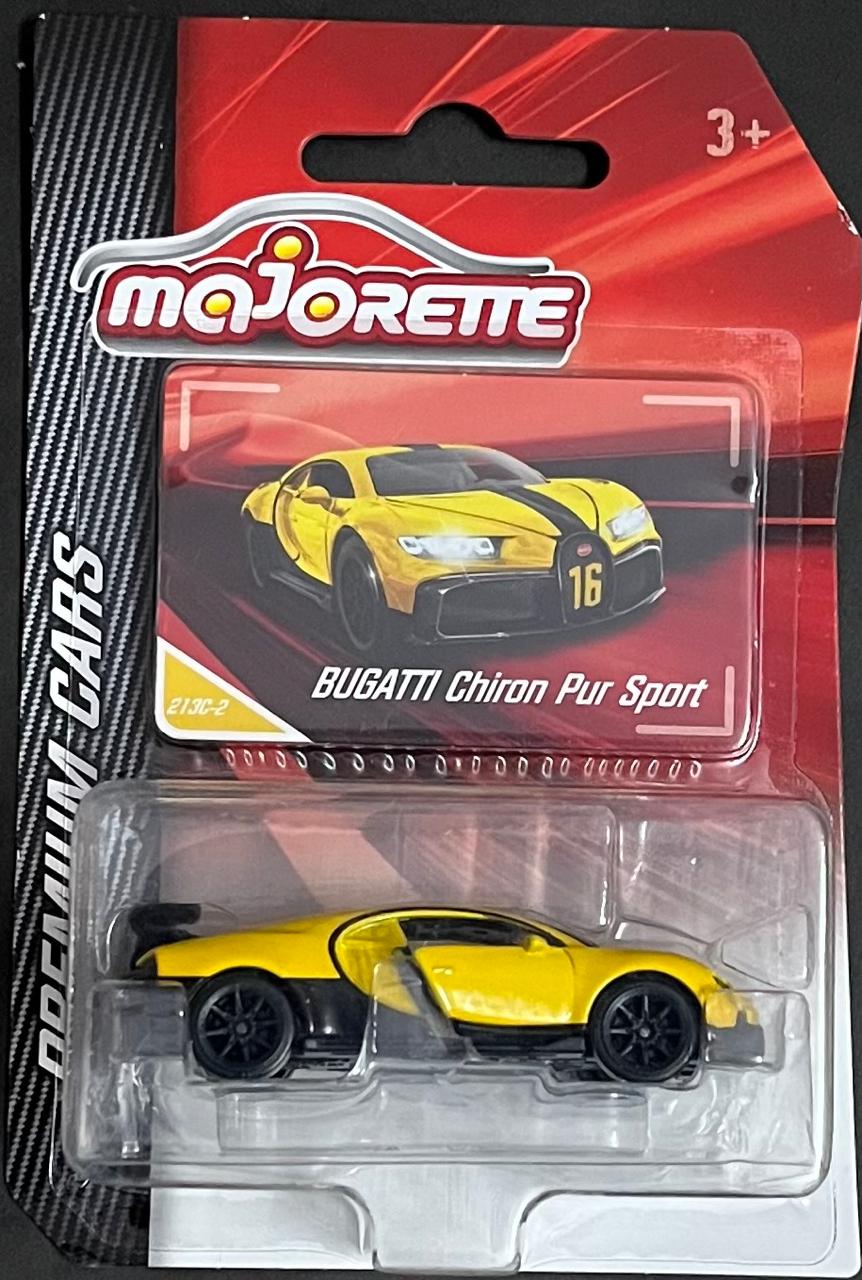 3+
majorette
16
BUGATTI Chiron Pur Sport
213C-2
PREMIUM CARS